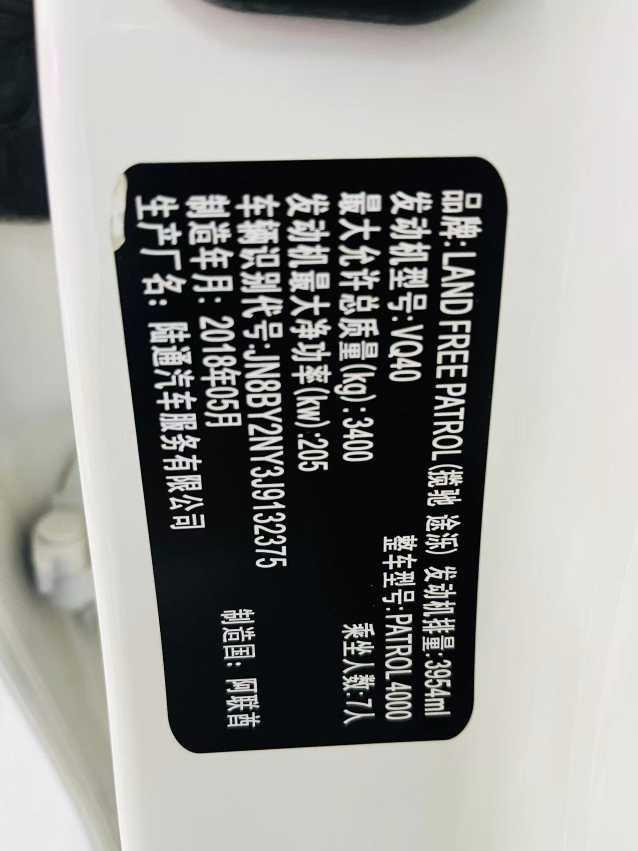 品牌: LAND FREE PATROL (揽驰 途泺) 发动机排量:3954ml
发动机型号: VQ40 整车型号:PATROL 4000
最大允许总质量(kg) : 3400 乘坐人数:7人
发动机最大净功率(kw):205
车辆识别代号:JN8BY2NY3J9132375
制造年月: 2018年05月 制造国: 阿联酋
生产厂名: 陆通汽车服务有限公司